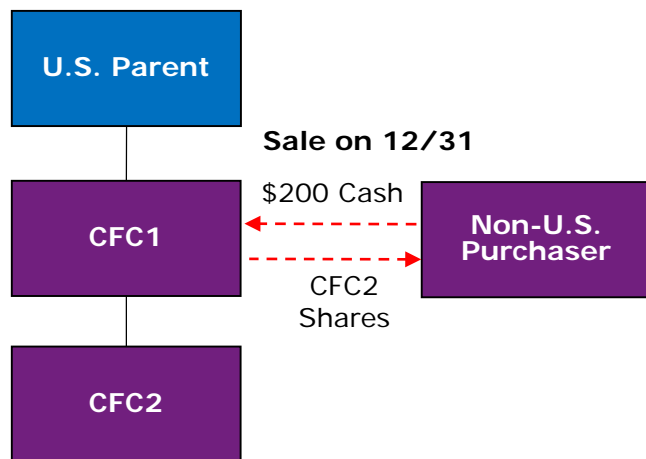 U.S. Parent
Sale on 12/31
$200 Cash
CFC1
Non-U.S.
Purchaser
CFC2
Shares
CFC2